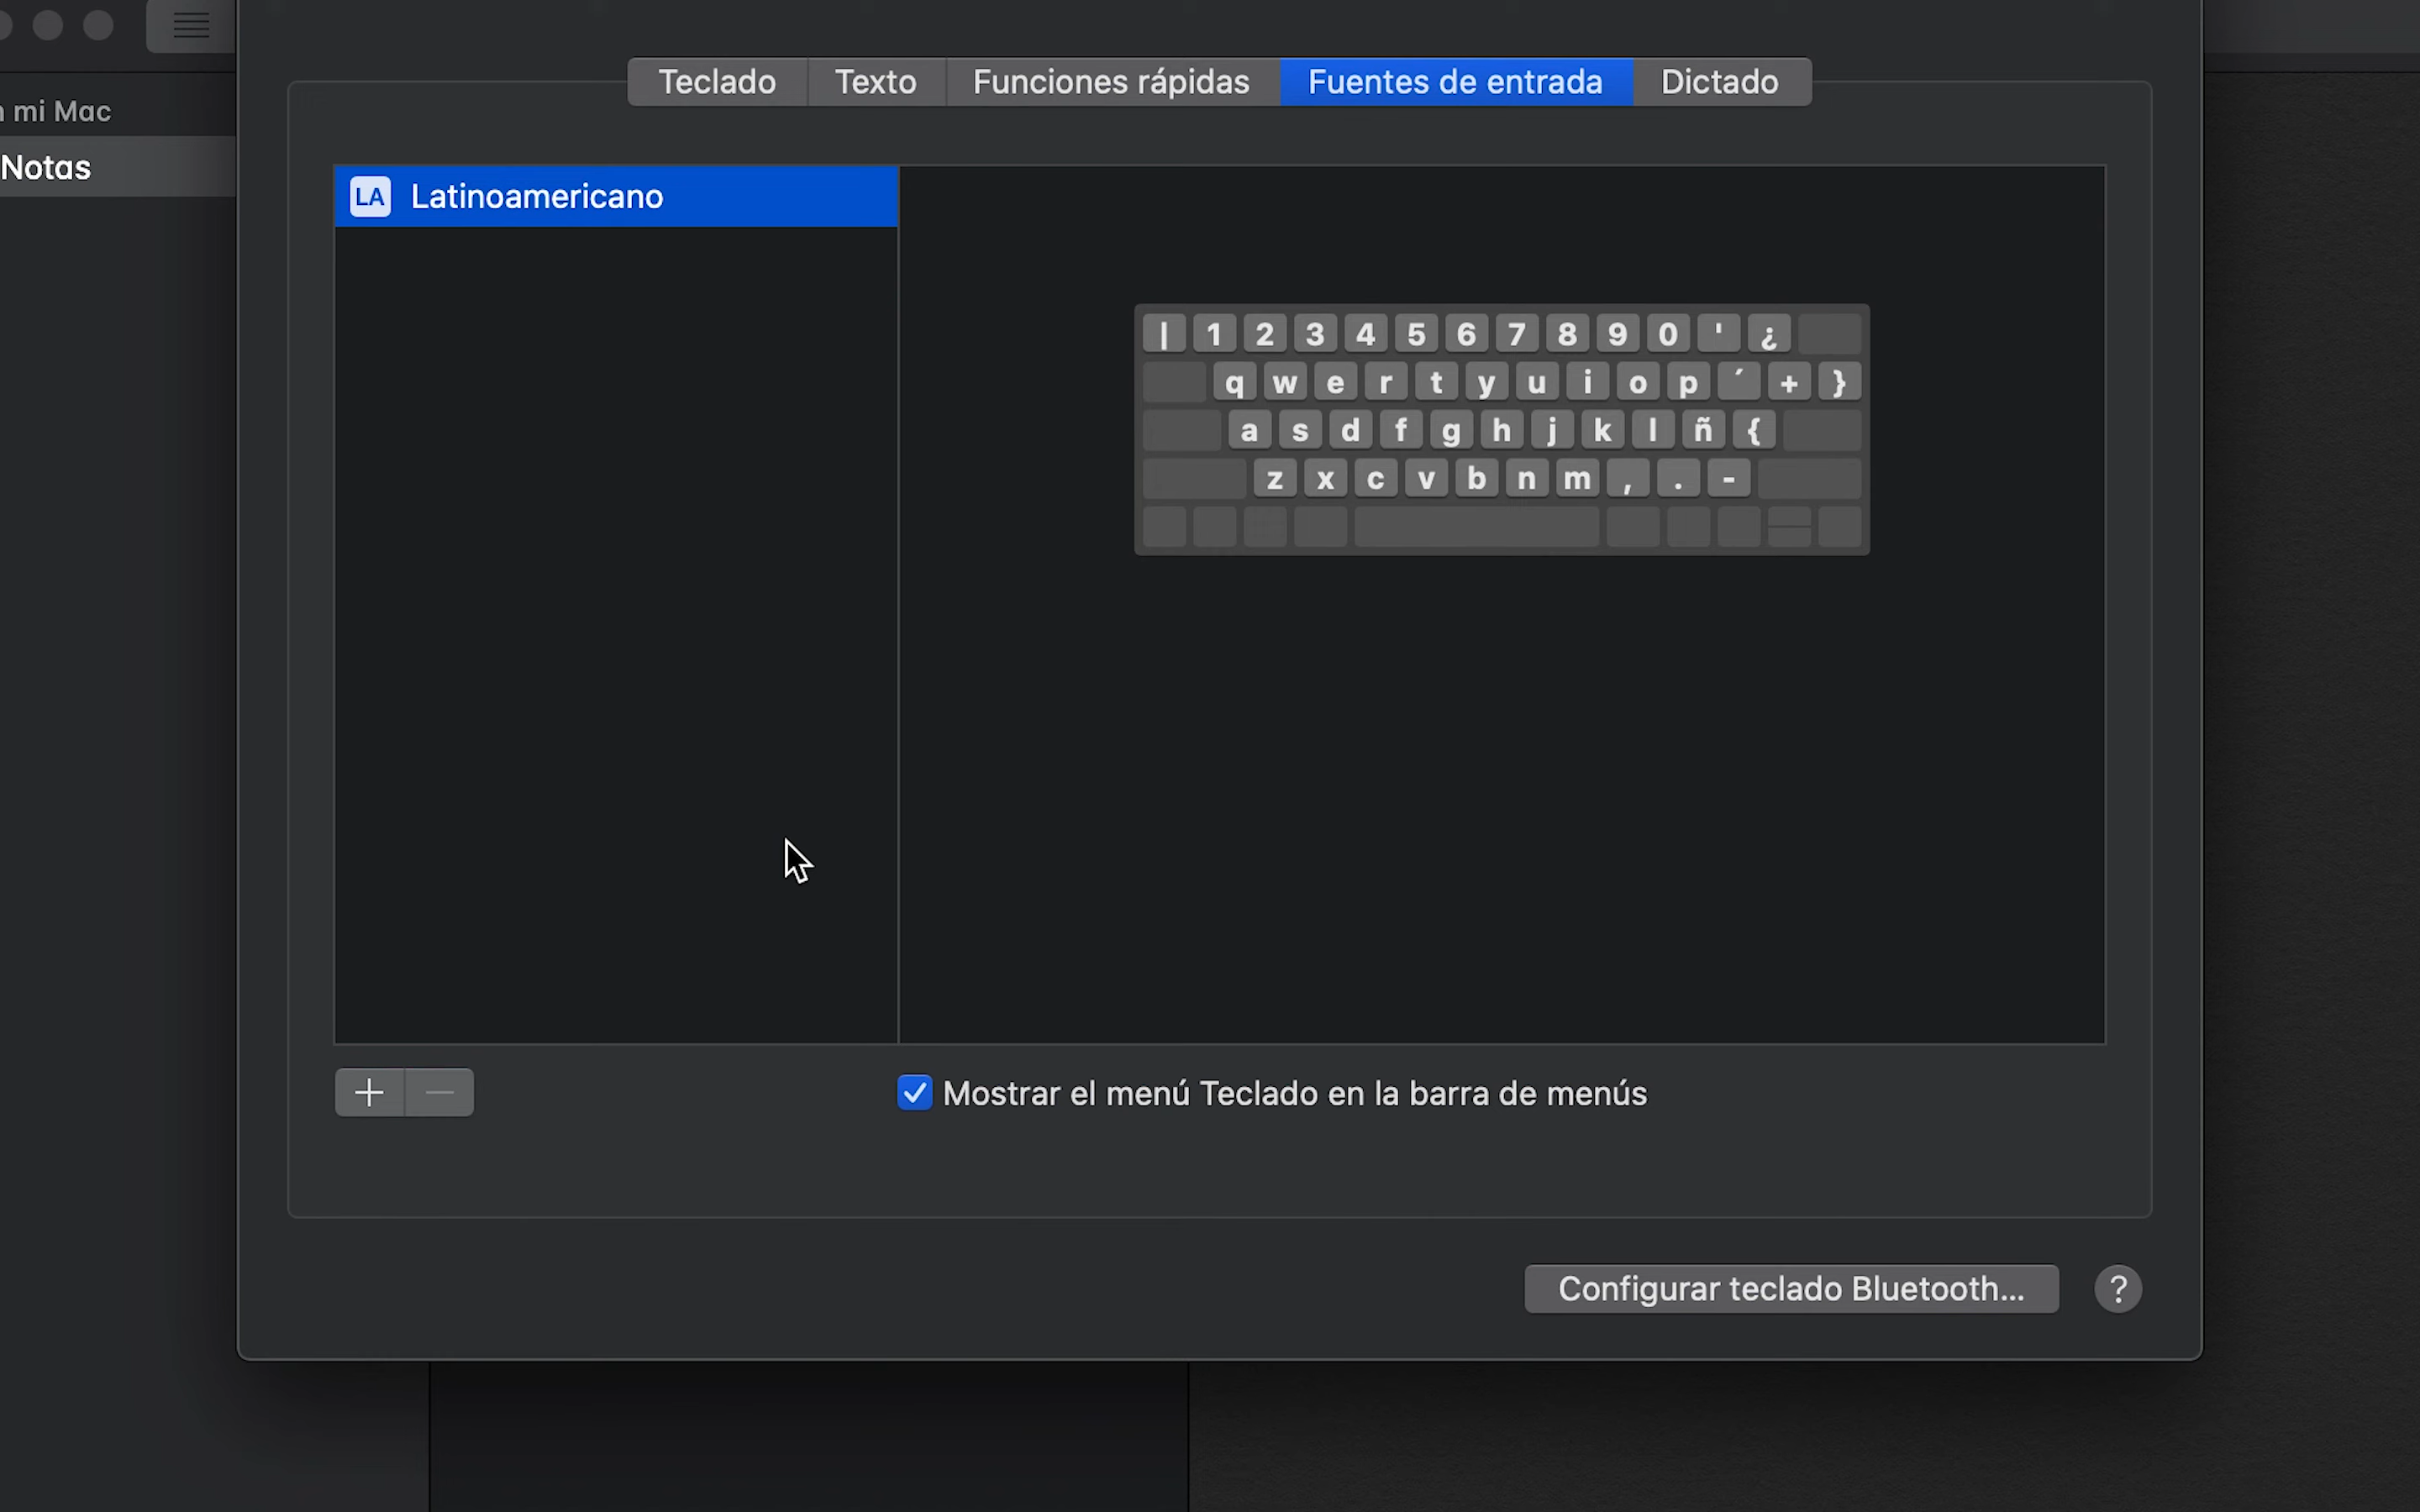 mi Mac
Notas
Teclado Texto Funciones rápidas Fuentes de entrada Dictado
LA Latinoamericano
| 1 2 3 4 5 6 7 8 9 0 ' ¿
q w e r t y u i o p ´ + }
a s d f g h j k l ñ {
z x c v b n m , . -
Mostrar el menú Teclado en la barra de menús
Configurar teclado Bluetooth... ?